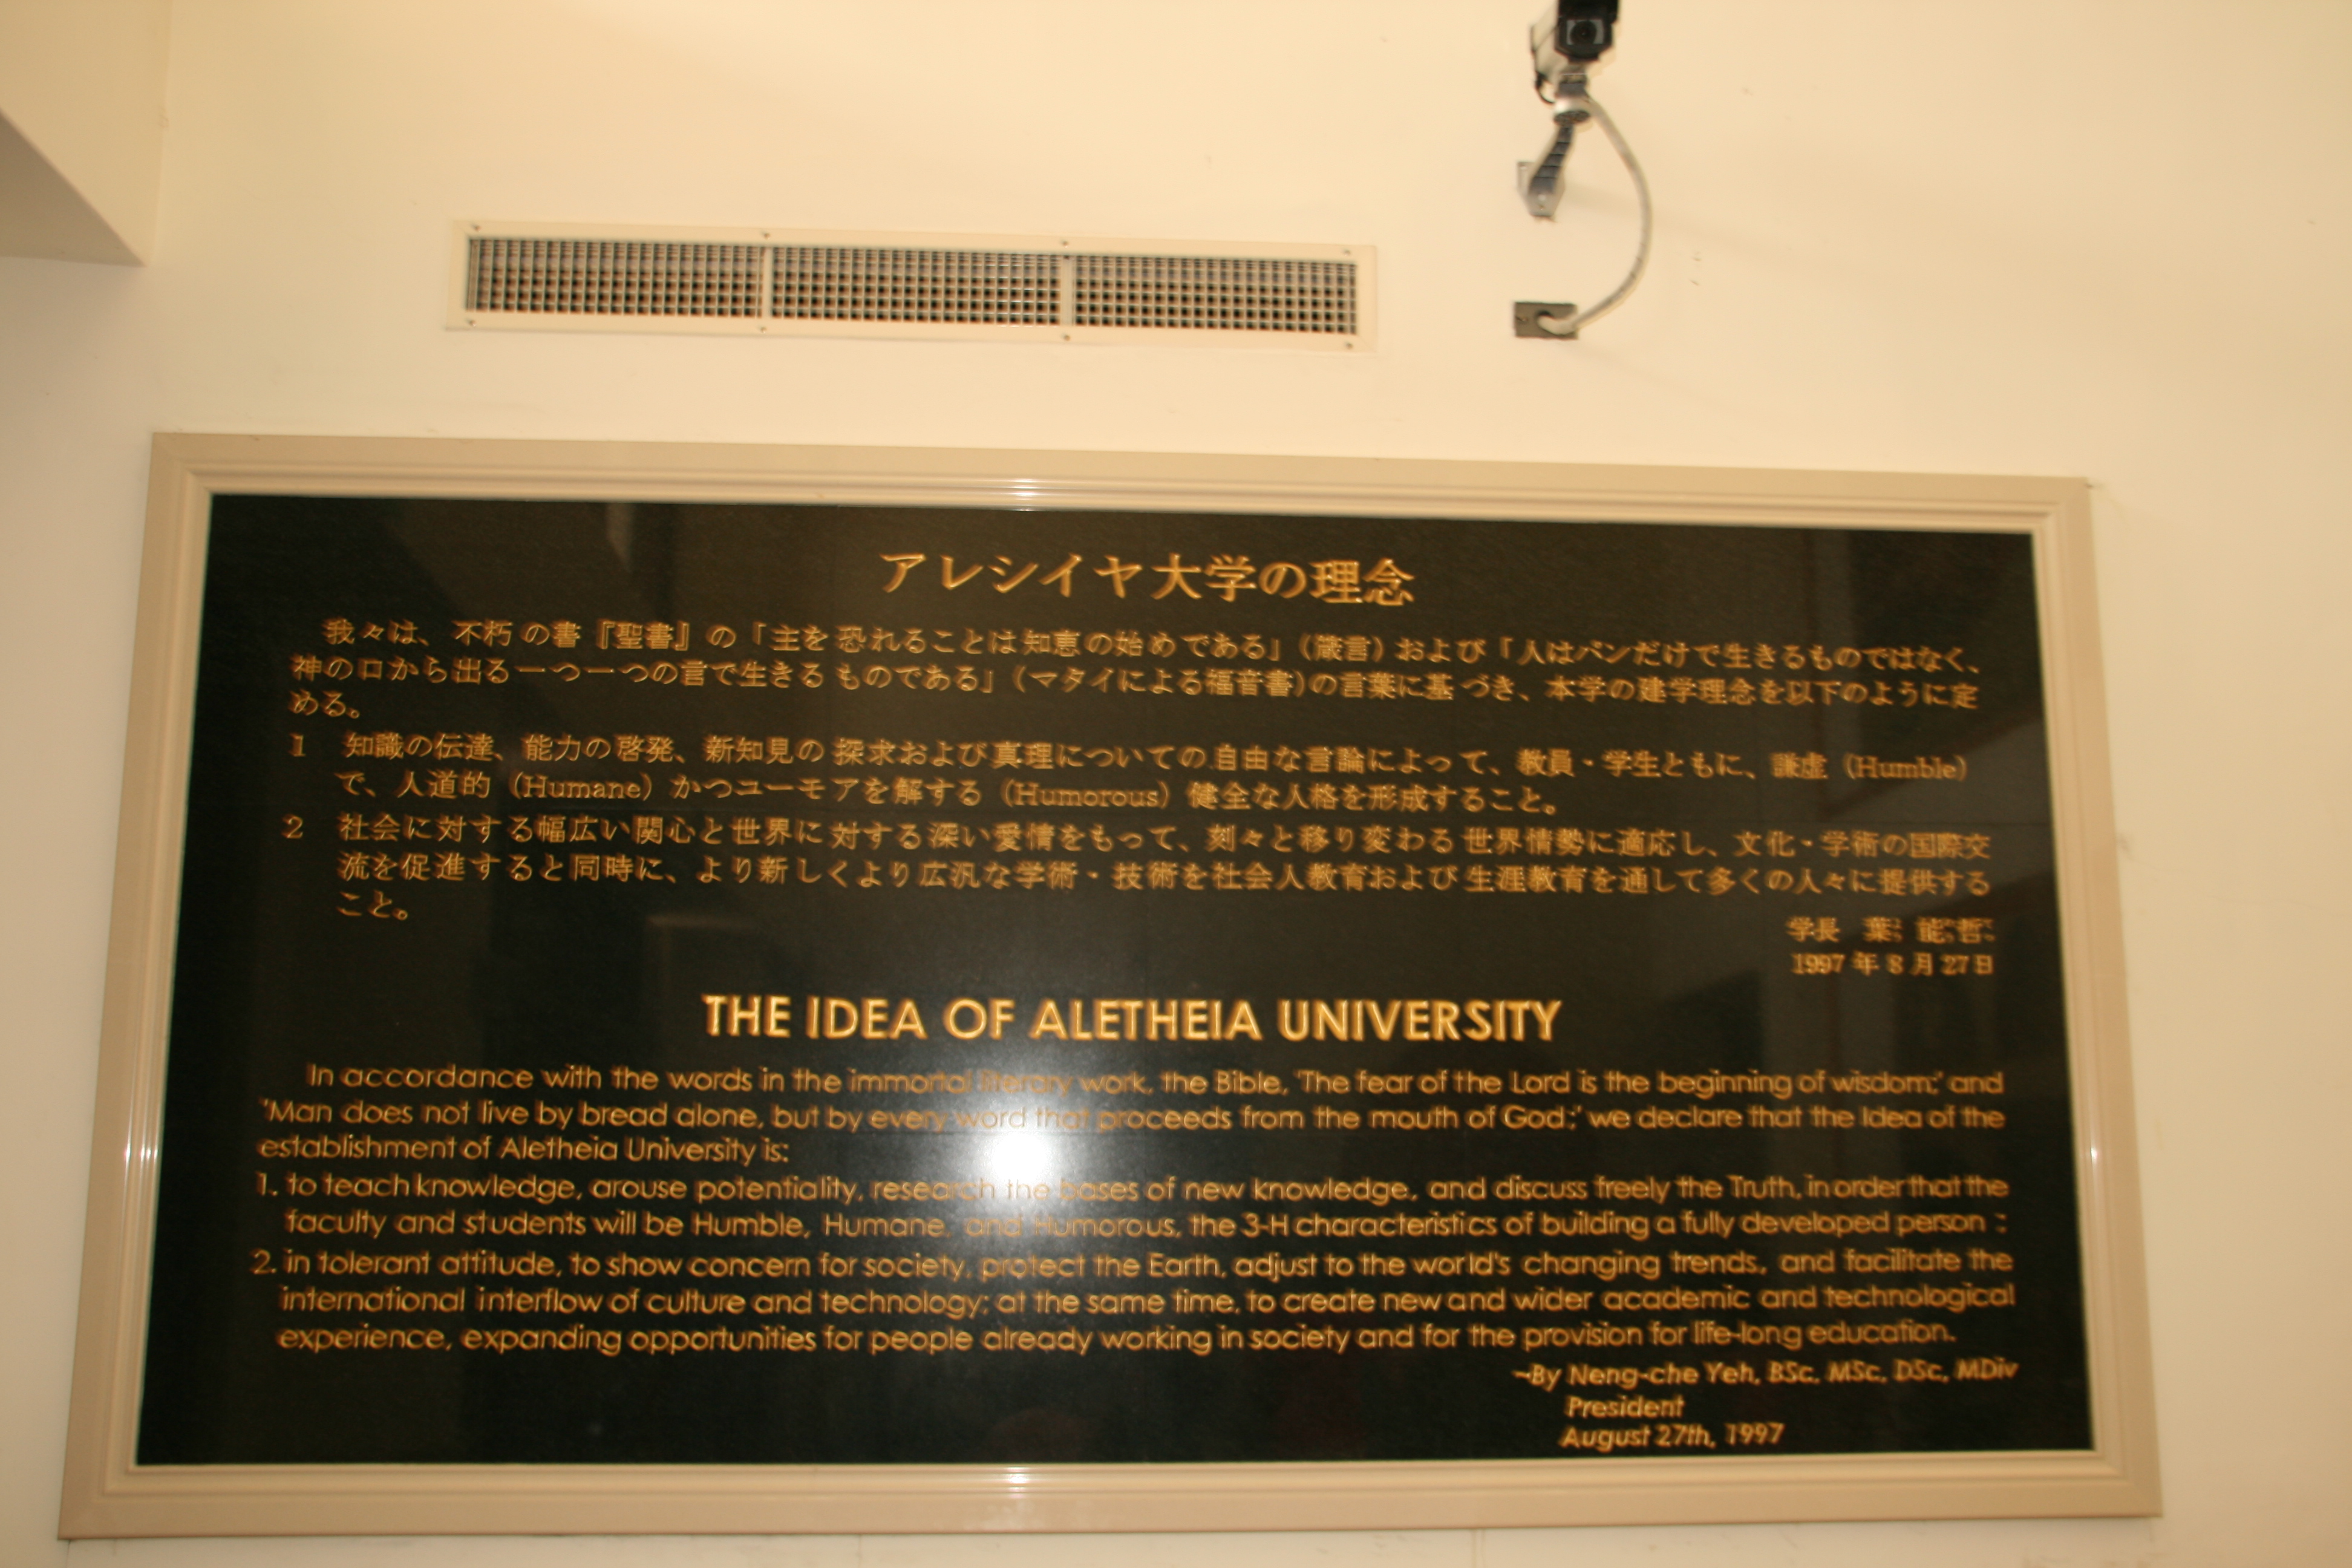 アレシイヤ大学の理念
我々は、不朽の書『聖書』の「主を恐れることは知恵の始めである」（箴言）および「人はパンだけで生きるものではなく、
神の口から出る一つ一つの言で生きるものである」（マタイによる福音書)の言葉に基づき、本学の建学理念を以下のように定
める。
1 知識の伝達、能力の啓発、新知見の探求および真理についての自由な言論によって、教員・学生ともに、謙虚（Humble）
で、人道的（Humane）かつユーモアを解する（Humorous）健全な人格を形成すること。
2 社会に対する幅広い関心と世界に対する深い愛情をもって、刻々と移り変わる世界情勢に適応し、文化・学術の国際交
流を促進すると同時に、より新しくより広汎な学術・技術を社会人教育および生涯教育を通して多くの人々に提供する
こと。
学長 葉 能哲
1997年8月27日
THE IDEA OF ALETHEIA UNIVERSITY
In accordance with the words in the immortal literary work, the Bible, 'The fear of the Lord is the beginning of wisdom;' and
'Man does not live by bread alone, but by every word that proceeds from the mouth of God;' we declare that the Idea of the
establishment of Aletheia University is:
1. to teach knowledge, arouse potentiality, research the bases of new knowledge, and discuss freely the Truth, in order that the
faculty and students will be Humble, Humane, and Humorous, the 3-H characteristics of building a fully developed person ;
2. in tolerant attitude, to show concern for society, protect the Earth, adjust to the world's changing trends, and facilitate the
international interflow of culture and technology; at the same time, to create new and wider academic and technological
experience, expanding opportunities for people already working in society and for the provision for life-long education.
~By Neng-che Yeh, BSc, MSc, DSc, MDiv
President
August 27th, 1997